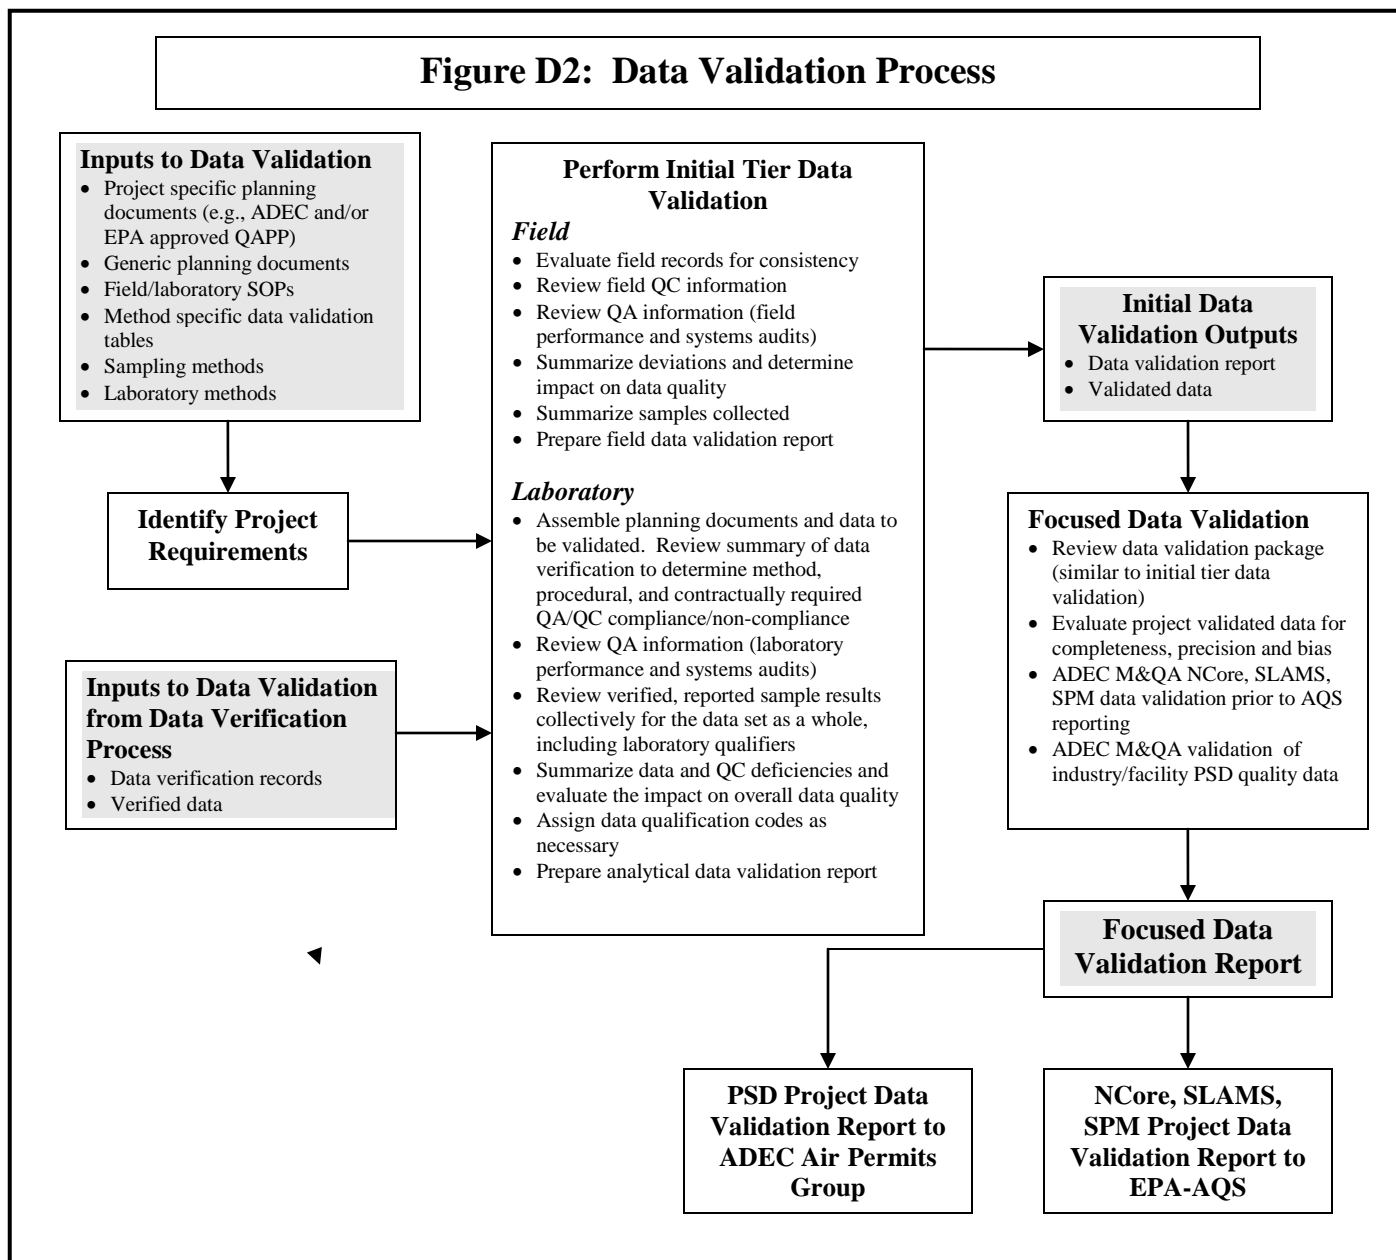 Figure D2: Data Validation Process
Inputs to Data Validation
• Project specific planning
documents (e.g., ADEC and/or
EPA approved QAPP)
• Generic planning documents
• Field/laboratory SOPs
• Method specific data validation
tables
• Sampling methods
• Laboratory methods
Identify Project
Requirements
Inputs to Data Validation
from Data Verification
Process
• Data verification records
• Verified data
Perform Initial Tier Data
Validation
Field
• Evaluate field records for consistency
• Review field QC information
• Review QA information (field
performance and systems audits)
• Summarize deviations and determine
impact on data quality
• Summarize samples collected
• Prepare field data validation report
Laboratory
• Assemble planning documents and data to
be validated. Review summary of data
verification to determine method,
procedural, and contractually required
QA/QC compliance/non-compliance
• Review QA information (laboratory
performance and systems audits)
• Review verified, reported sample results
collectively for the data set as a whole,
including laboratory qualifiers
• Summarize data and QC deficiencies and
evaluate the impact on overall data quality
• Assign data qualification codes as
necessary
• Prepare analytical data validation report
Initial Data
Validation Outputs
• Data validation report
• Validated data
Focused Data Validation
• Review data validation package
(similar to initial tier data
validation)
• Evaluate project validated data for
completeness, precision and bias
• ADEC M&QA NCore, SLAMS,
SPM data validation prior to AQS
reporting
• ADEC M&QA validation of
industry/facility PSD quality data
Focused Data
Validation Report
PSD Project Data
Validation Report to
ADEC Air Permits
Group
NCore, SLAMS,
SPM Project Data
Validation Report to
EPA-AQS